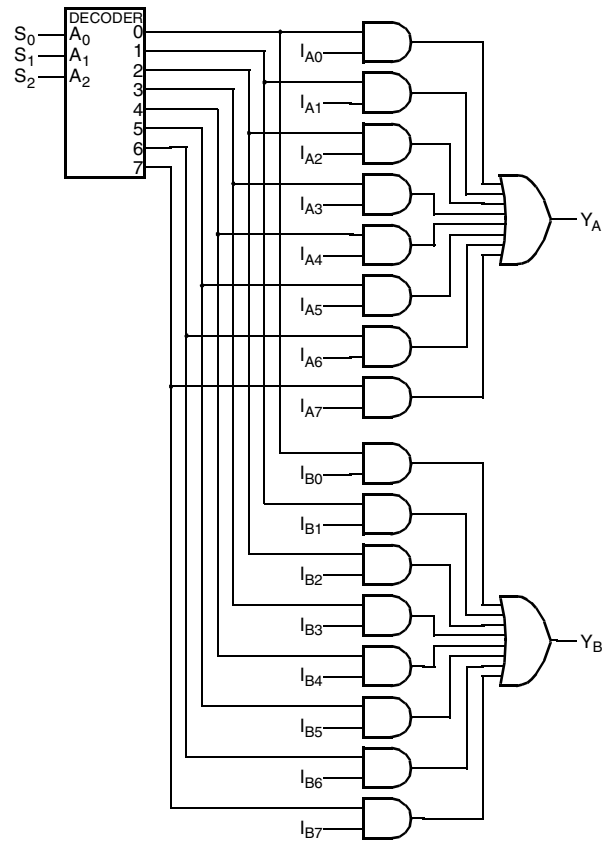 DECODER
S0 A0 0
S1 A1 1
S2 A2 2
3
4
5
6
7
IA0
IA1
IA2
IA3
IA4
IA5
IA6
IA7
YA
IB0
IB1
IB2
IB3
IB4
IB5
IB6
IB7
YB